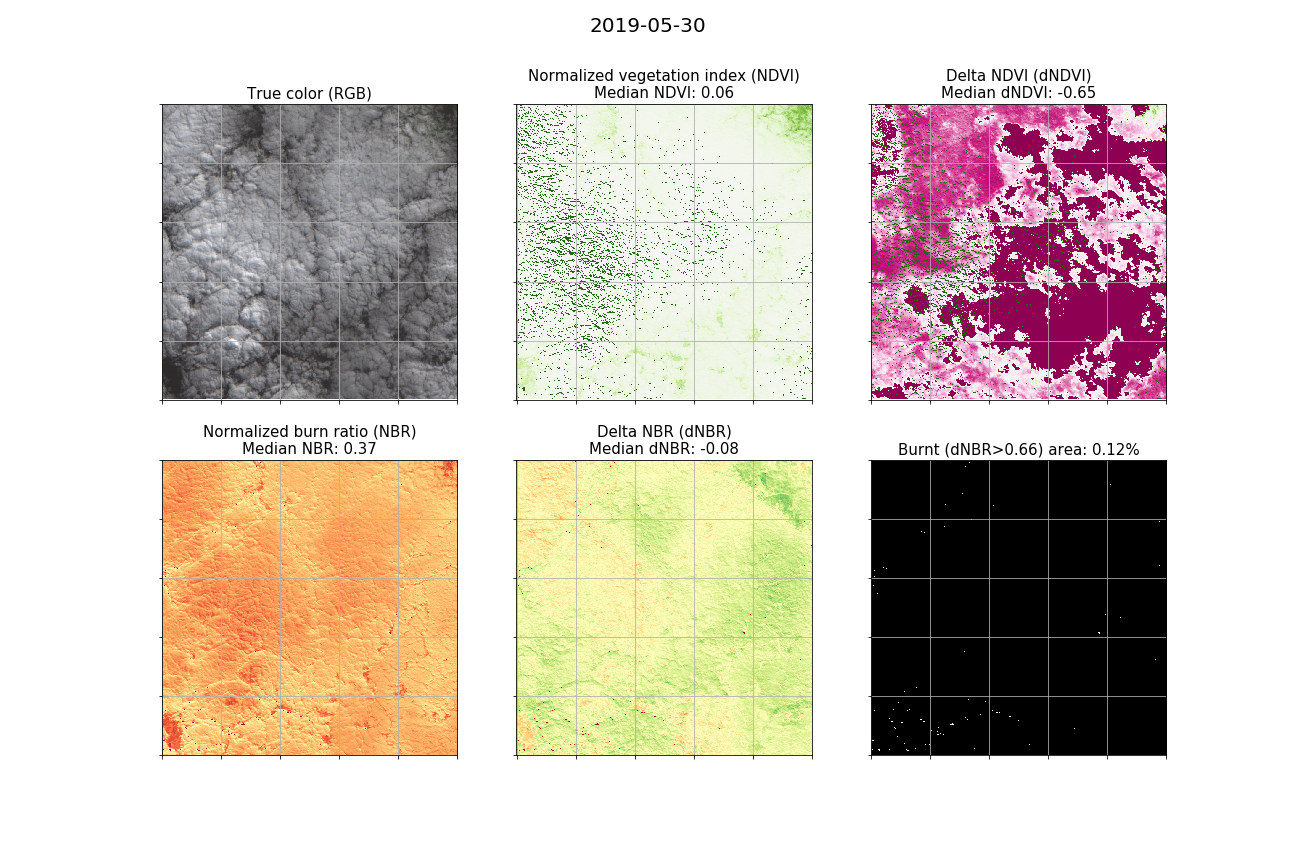 2019-05-30
True color (RGB)
Normalized vegetation index (NDVI)
Median NDVI: 0.06
Delta NDVI (dNDVI)
Median dNDVI: -0.65
Normalized burn ratio (NBR)
Median NBR: 0.37
Delta NBR (dNBR)
Median dNBR: -0.08
Burnt (dNBR>0.66) area: 0.12%